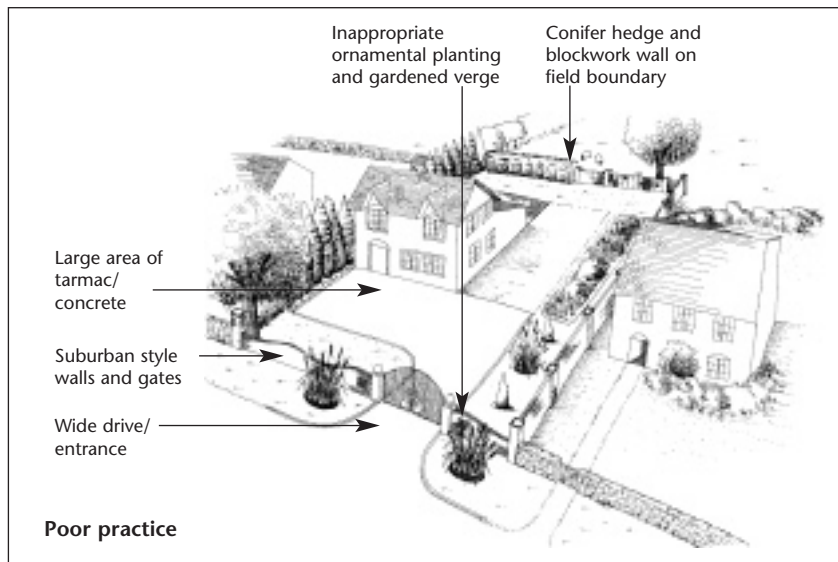 Inappropriate
ornamental planting
and gardened verge
Conifer hedge and
blockwork wall on
field boundary
Large area of
tarmac/
concrete
Suburban style
walls and gates
Wide drive/
entrance
Poor practice